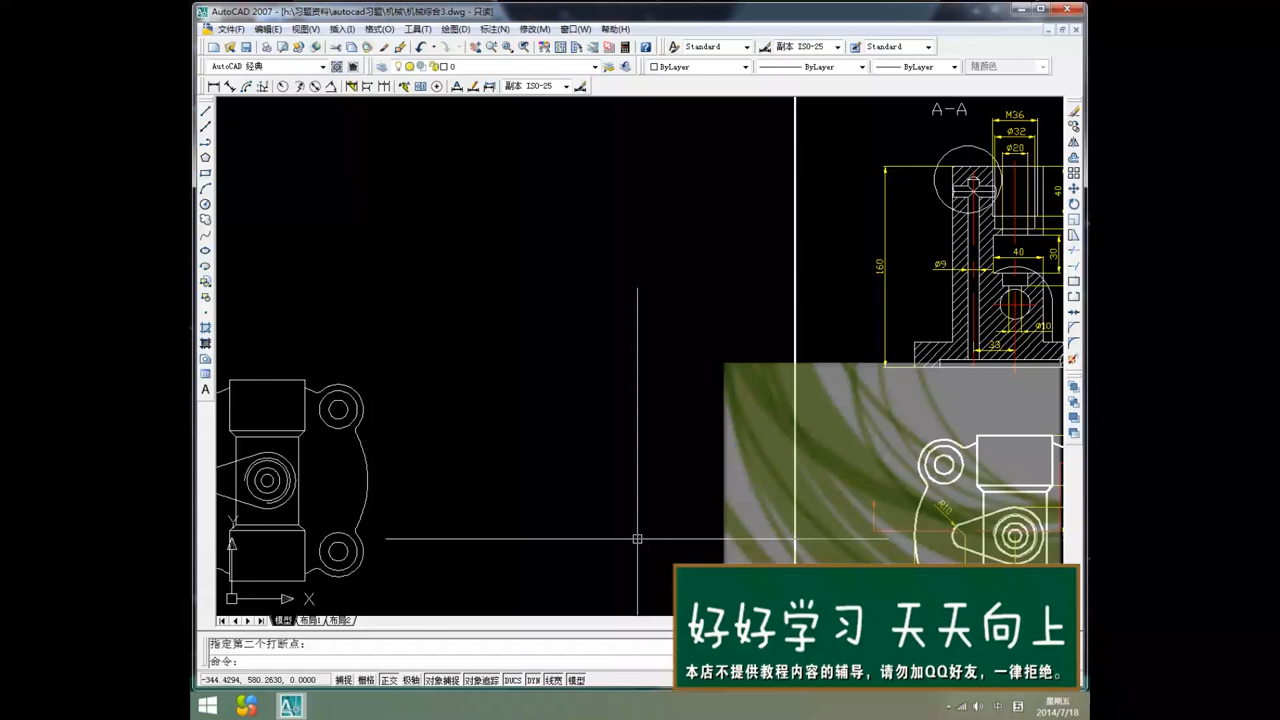 AutoCAD 2007 - [h:\习题资料\autocad习题\机械\机械综合3.dwg - 只读]
文件(F) 编辑(E) 视图(V) 插入(I) 格式(O) 工具(T) 绘图(D) 标注(N) 修改(M) 窗口(W) 帮助(H)
Standard 副本 ISO-25 Standard
AutoCAD 经典 0 ByLayer ByLayer ByLayer 随颜色
副本 ISO-25
A-A
M36
ø32
ø20
40
160
40
30
ø9
ø10
33
R10
Y
X
模型 布局1 布局2
指定第二个打断点:
命令:
-344.4294, 580.2630, 0.0000 捕捉 栅格 正交 极轴 对象捕捉 对象追踪 DUCS DYN 线宽 模型
好好学习 天天向上
本店不提供教程内容的辅导，请勿加QQ好友，一律拒绝。
中
五
星期五
2014/7/18